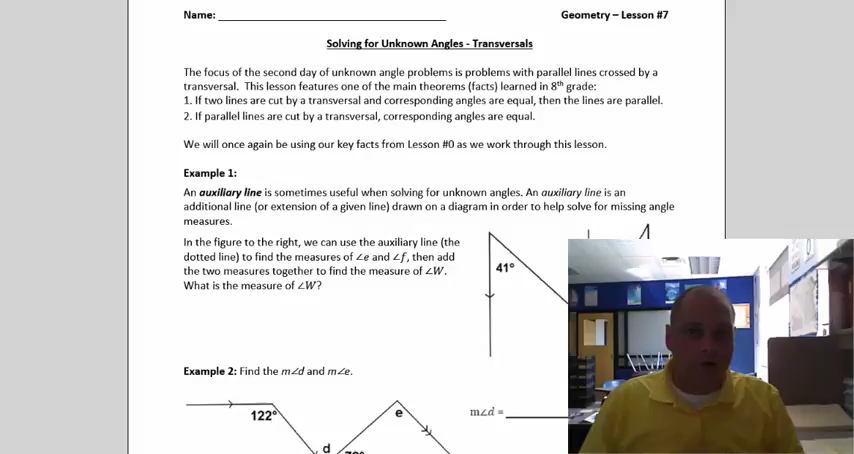 Name: ____________________ Geometry – Lesson #7
Solving for Unknown Angles - Transversals
The focus of the second day of unknown angle problems is problems with parallel lines crossed by a
transversal. This lesson features one of the main theorems (facts) learned in 8th grade:
1. If two lines are cut by a transversal and corresponding angles are equal, then the lines are parallel.
2. If parallel lines are cut by a transversal, corresponding angles are equal.
We will once again be using our key facts from Lesson #0 as we work through this lesson.
Example 1:
An auxiliary line is sometimes useful when solving for unknown angles. An auxiliary line is an
additional line (or extension of a given line) drawn on a diagram in order to help solve for missing angle
measures.
In the figure to the right, we can use the auxiliary line (the
dotted line) to find the measures of ∠e and ∠f, then add
the two measures together to find the measure of ∠W.
What is the measure of ∠W?
41°
Example 2: Find the m∠d and m∠e.
122°
e
m∠d = ________
d